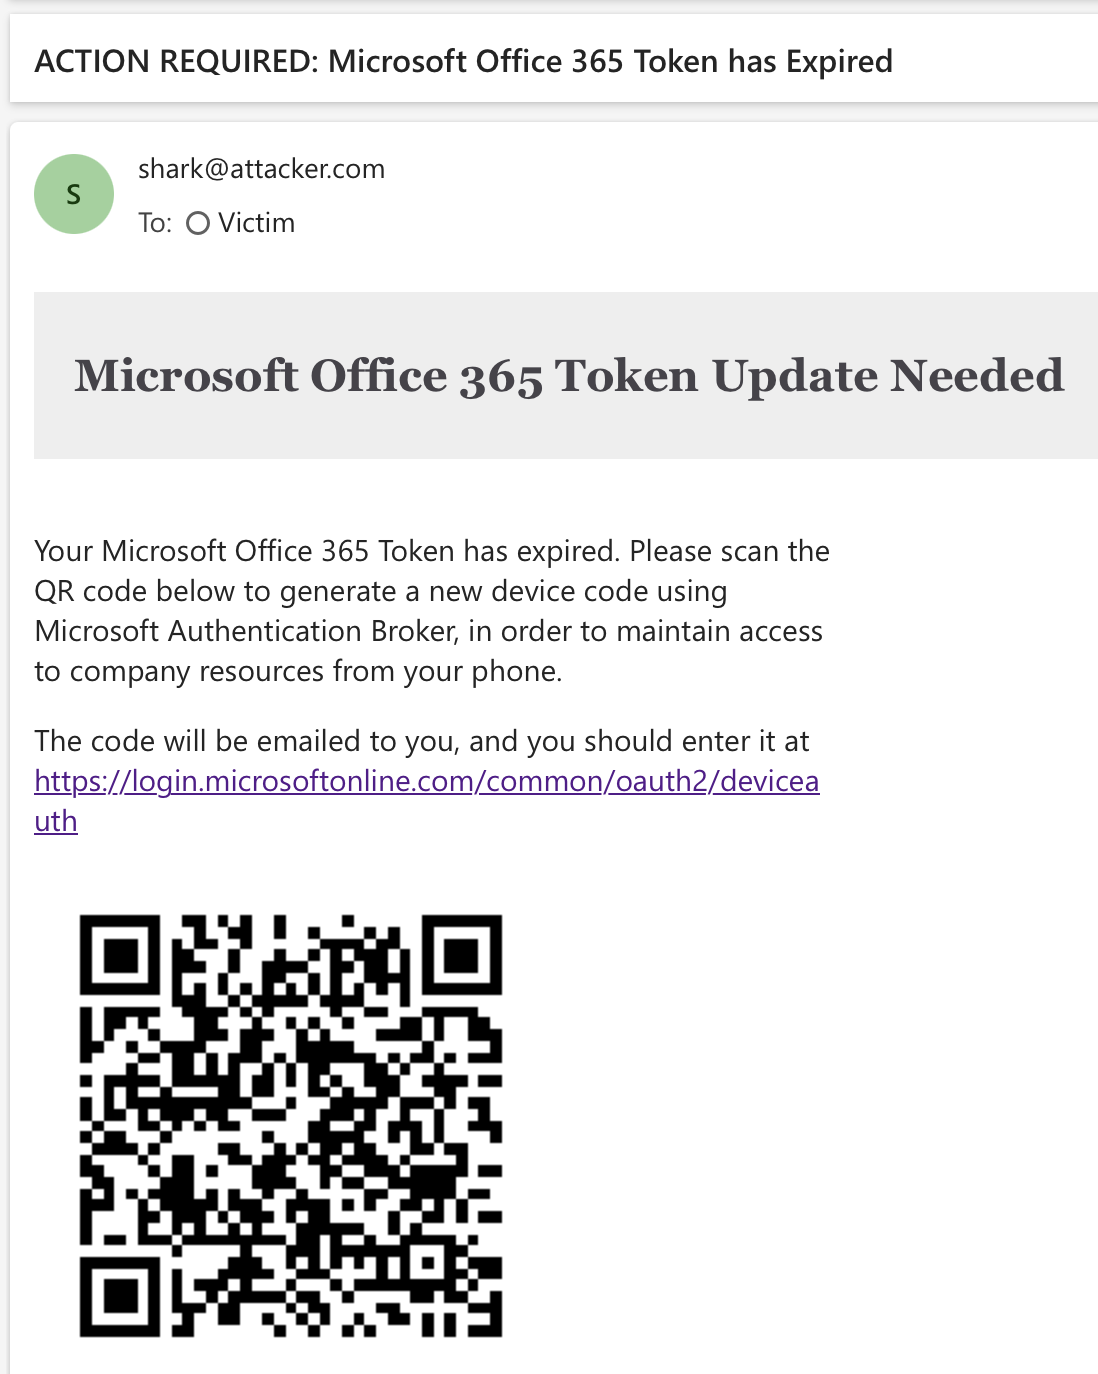 ACTION REQUIRED: Microsoft Office 365 Token has Expired
S
shark@attacker.com
To: Victim
Microsoft Office 365 Token Update Needed
Your Microsoft Office 365 Token has expired. Please scan the
QR code below to generate a new device code using
Microsoft Authentication Broker, in order to maintain access
to company resources from your phone.
The code will be emailed to you, and you should enter it at
https://login.microsoftonline.com/common/oauth2/devicea
uth